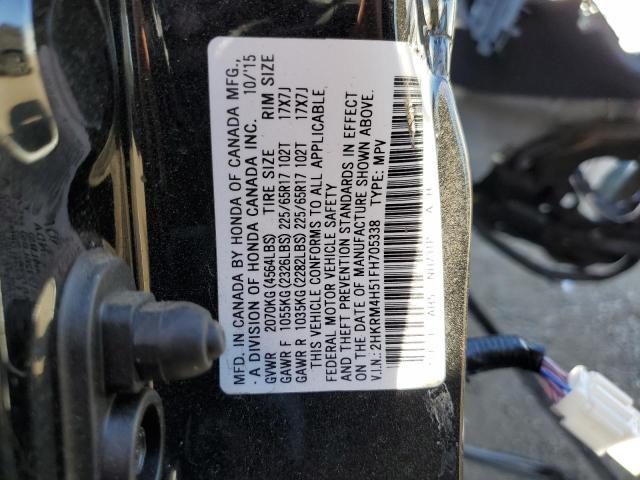 MFD. IN CANADA BY HONDA OF CANADA MFG.,
A DIVISION OF HONDA CANADA INC. 10/15
GVWR 2070KG (4564LBS) TIRE SIZE RIM SIZE
GAWR F 1055KG (2326LBS) 225/65R17 102T 17X7J
GAWR R 1035KG (2282LBS) 225/65R17 102T 17X7J
THIS VEHICLE CONFORMS TO ALL APPLICABLE
FEDERAL MOTOR VEHICLE SAFETY
AND THEFT PREVENTION STANDARDS IN EFFECT
ON THE DATE OF MANUFACTURE SHOWN ABOVE.
V.I.N.: 2HKRM4H51FH705338 TYPE: MPV